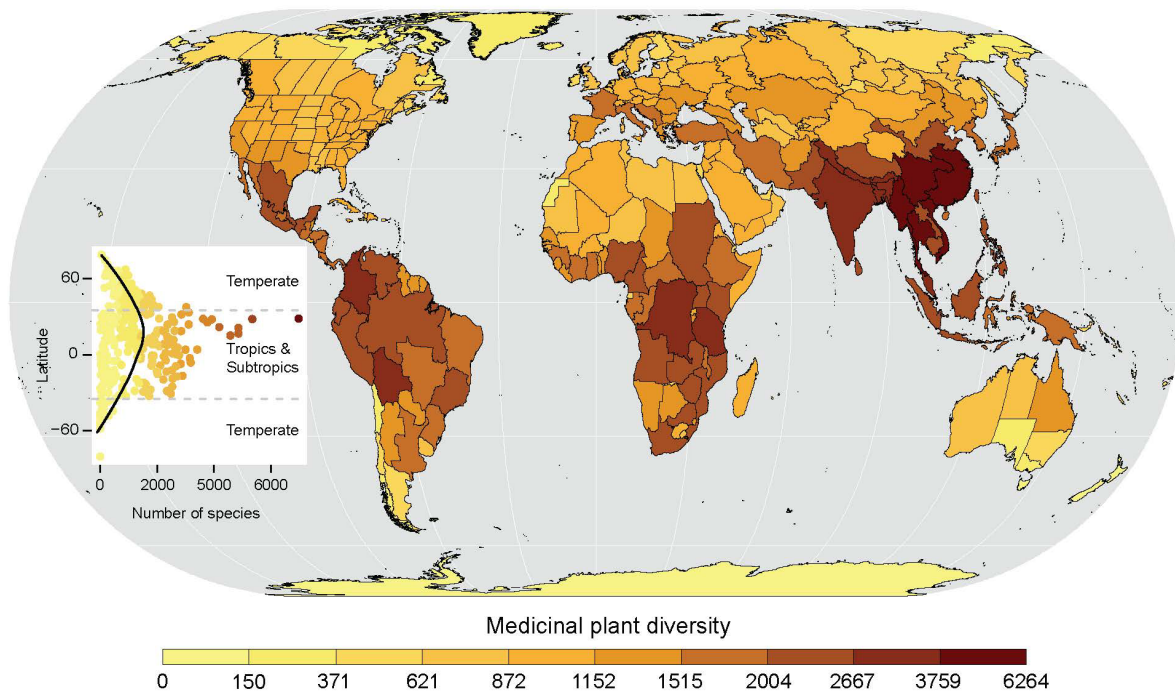 60
0
−60
Latitude
Temperate
Tropics &
Subtropics
Temperate
0 2000 5000 6000
Number of species
Medicinal plant diversity
0 150 371 621 872 1152 1515 2004 2667 3759 6264